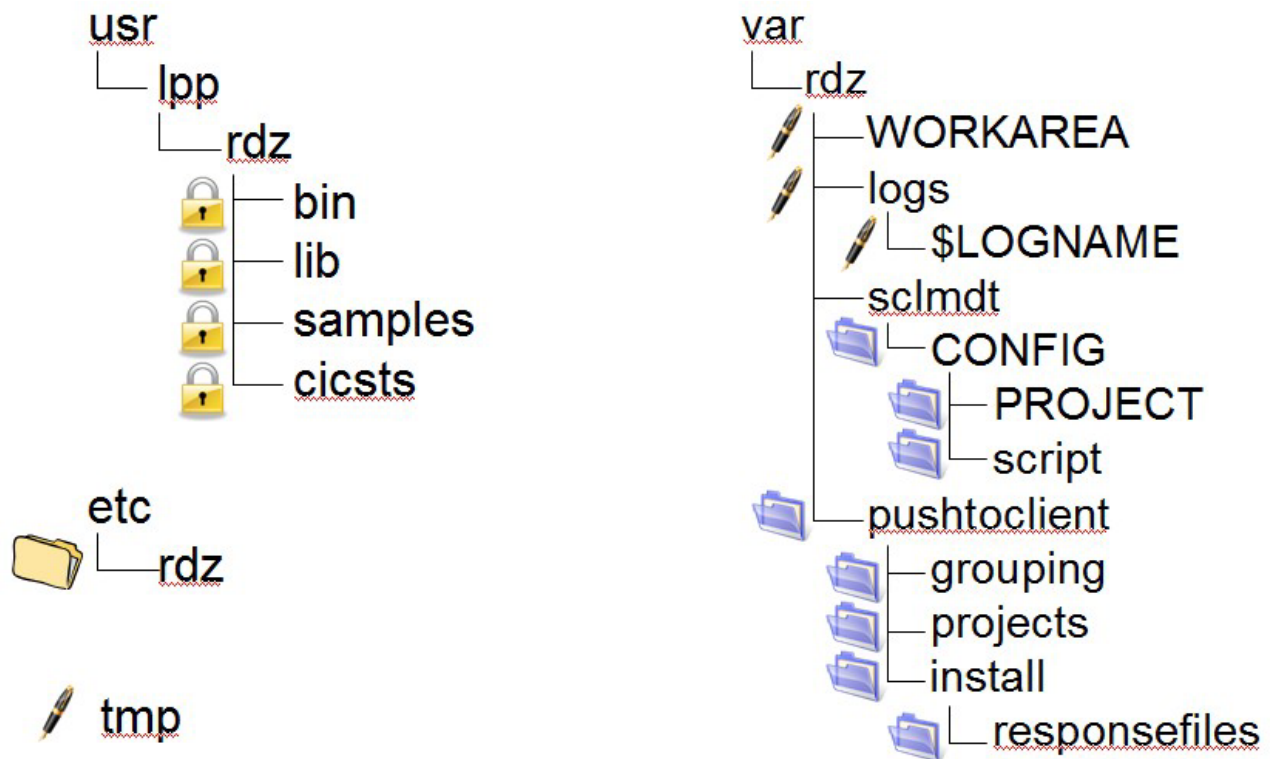 usr
lpp
rdz
bin
lib
samples
cicsts
etc
rdz
tmp
var
rdz
WORKAREA
logs
$LOGNAME
sclmdt
CONFIG
PROJECT
script
pushtoclient
grouping
projects
install
responsefiles